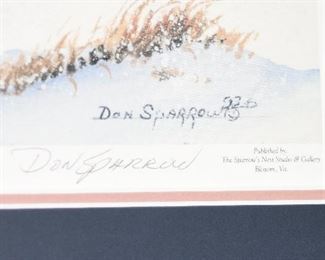 DON SPARROW
Don Sparrow
Published by
The Sparrow's Nest Studio & Gallery